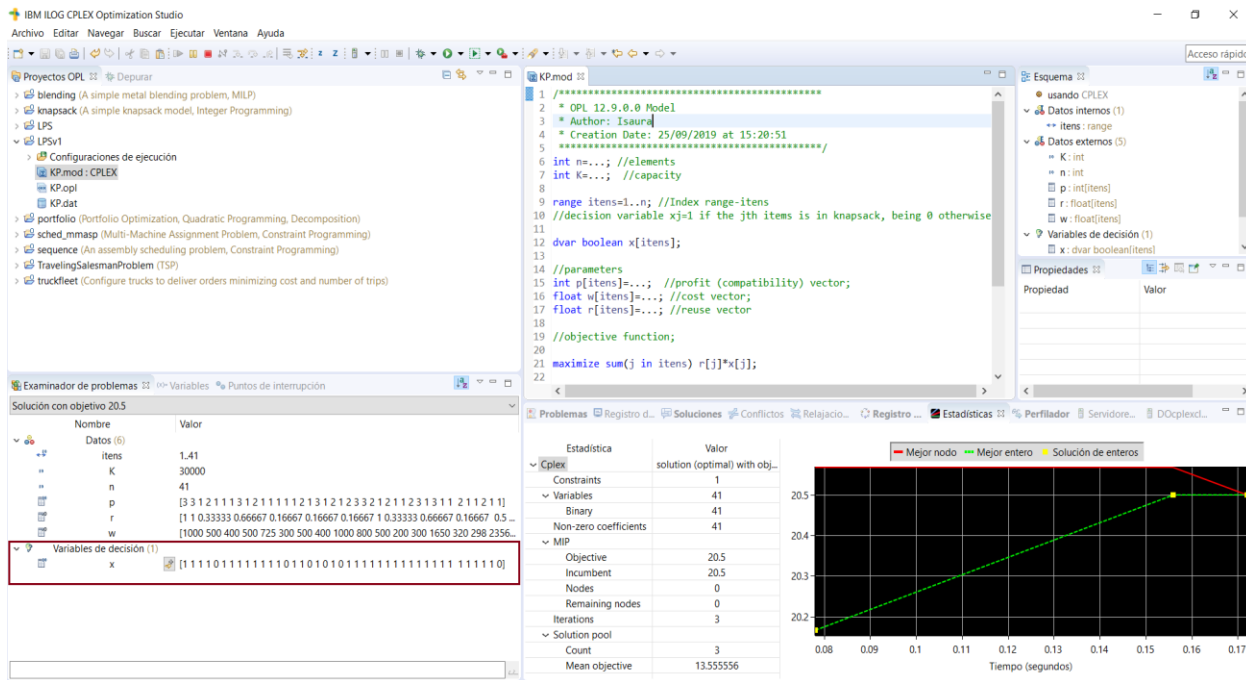 IBM ILOG CPLEX Optimization Studio
Archivo Editar Navegar Buscar Ejecutar Ventana Ayuda
Acceso rápido
Proyectos OPL Depurar
blending (A simple metal blending problem, MILP)
knapsack (A simple knapsack model, Integer Programming)
LPS
LPSv1
Configuraciones de ejecución
KP.mod : CPLEX
KP.opl
KP.dat
portfolio (Portfolio Optimization, Quadratic Programming, Decomposition)
sched_mmasp (Multi-Machine Assignment Problem, Constraint Programming)
sequence (An assembly scheduling problem, Constraint Programming)
TravelingSalesmanProblem (TSP)
truckfleet (Configure trucks to deliver orders minimizing cost and number of trips)
KP.mod
1 /*********************************************
2 * OPL 12.9.0.0 Model
3 * Author: Isaura
4 * Creation Date: 25/09/2019 at 15:20:51
5 *********************************************/
6 int n=...; //elements
7 int K=...; //capacity
8
9 range itens=1..n; //Index range-itens
10 //decision variable xj=1 if the jth items is in knapsack, being 0 otherwise
11
12 dvar boolean x[itens];
13
14 //parameters
15 int p[itens]=...; //profit (compatibility) vector;
16 float w[itens]=...; //cost vector;
17 float r[itens]=...; //reuse vector
18
19 //objective function;
20
21 maximize sum(j in itens) r[j]*x[j];
22
Esquema
usando CPLEX
Datos internos (1)
itens : range
Datos externos (5)
K : int
n : int
p : int[itens]
r : float[itens]
w : float[itens]
Variables de decisión (1)
x : dvar boolean[itens]
Propiedades
Propiedad Valor
Examinador de problemas Variables Puntos de interrupción
Solución con objetivo 20.5
Nombre Valor
Datos (6)
itens 1..41
K 30000
n 41
p [3 3 1 2 1 1 1 3 1 2 1 1 1 1 1 2 1 3 1 2 1 2 3 3 2 1 2 1 1 2 3 1 3 1 1 2 1 1 2 1 1]
r [1 1 0.33333 0.66667 0.16667 0.16667 0.16667 1 0.33333 0.66667 0.16667 0.5 ...
w [1000 500 400 500 725 300 500 400 1000 800 500 200 300 1650 320 298 2356...
Variables de decisión (1)
x [1 1 1 1 0 1 1 1 1 1 1 1 1 0 1 1 0 1 0 1 0 1 1 1 1 1 1 1 1 1 1 1 1 1 1 1 1 1 1 1 0]
Problemas Registro d... Soluciones Conflictos Relajacio... Registro ... Estadísticas Perfilador Servidore... DOcplexcl...
Estadística Valor
Cplex solution (optimal) with obj...
Constraints 1
Variables 41
Binary 41
Non-zero coefficients 41
MIP
Objective 20.5
Incumbent 20.5
Nodes 0
Remaining nodes 0
Iterations 3
Solution pool
Count 3
Mean objective 13.555556
Mejor nodo Mejor entero Solución de enteros
20.5
20.4
20.3
20.2
0.08 0.09 0.1 0.11 0.12 0.13 0.14 0.15 0.16 0.17
Tiempo (segundos)